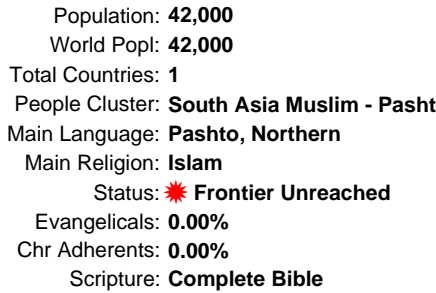 Population: 42,000
World Popl: 42,000
Total Countries: 1
People Cluster: South Asia Muslim - Pasht
Main Language: Pashto, Northern
Main Religion: Islam
Status: Frontier Unreached
Evangelicals: 0.00%
Chr Adherents: 0.00%
Scripture: Complete Bible